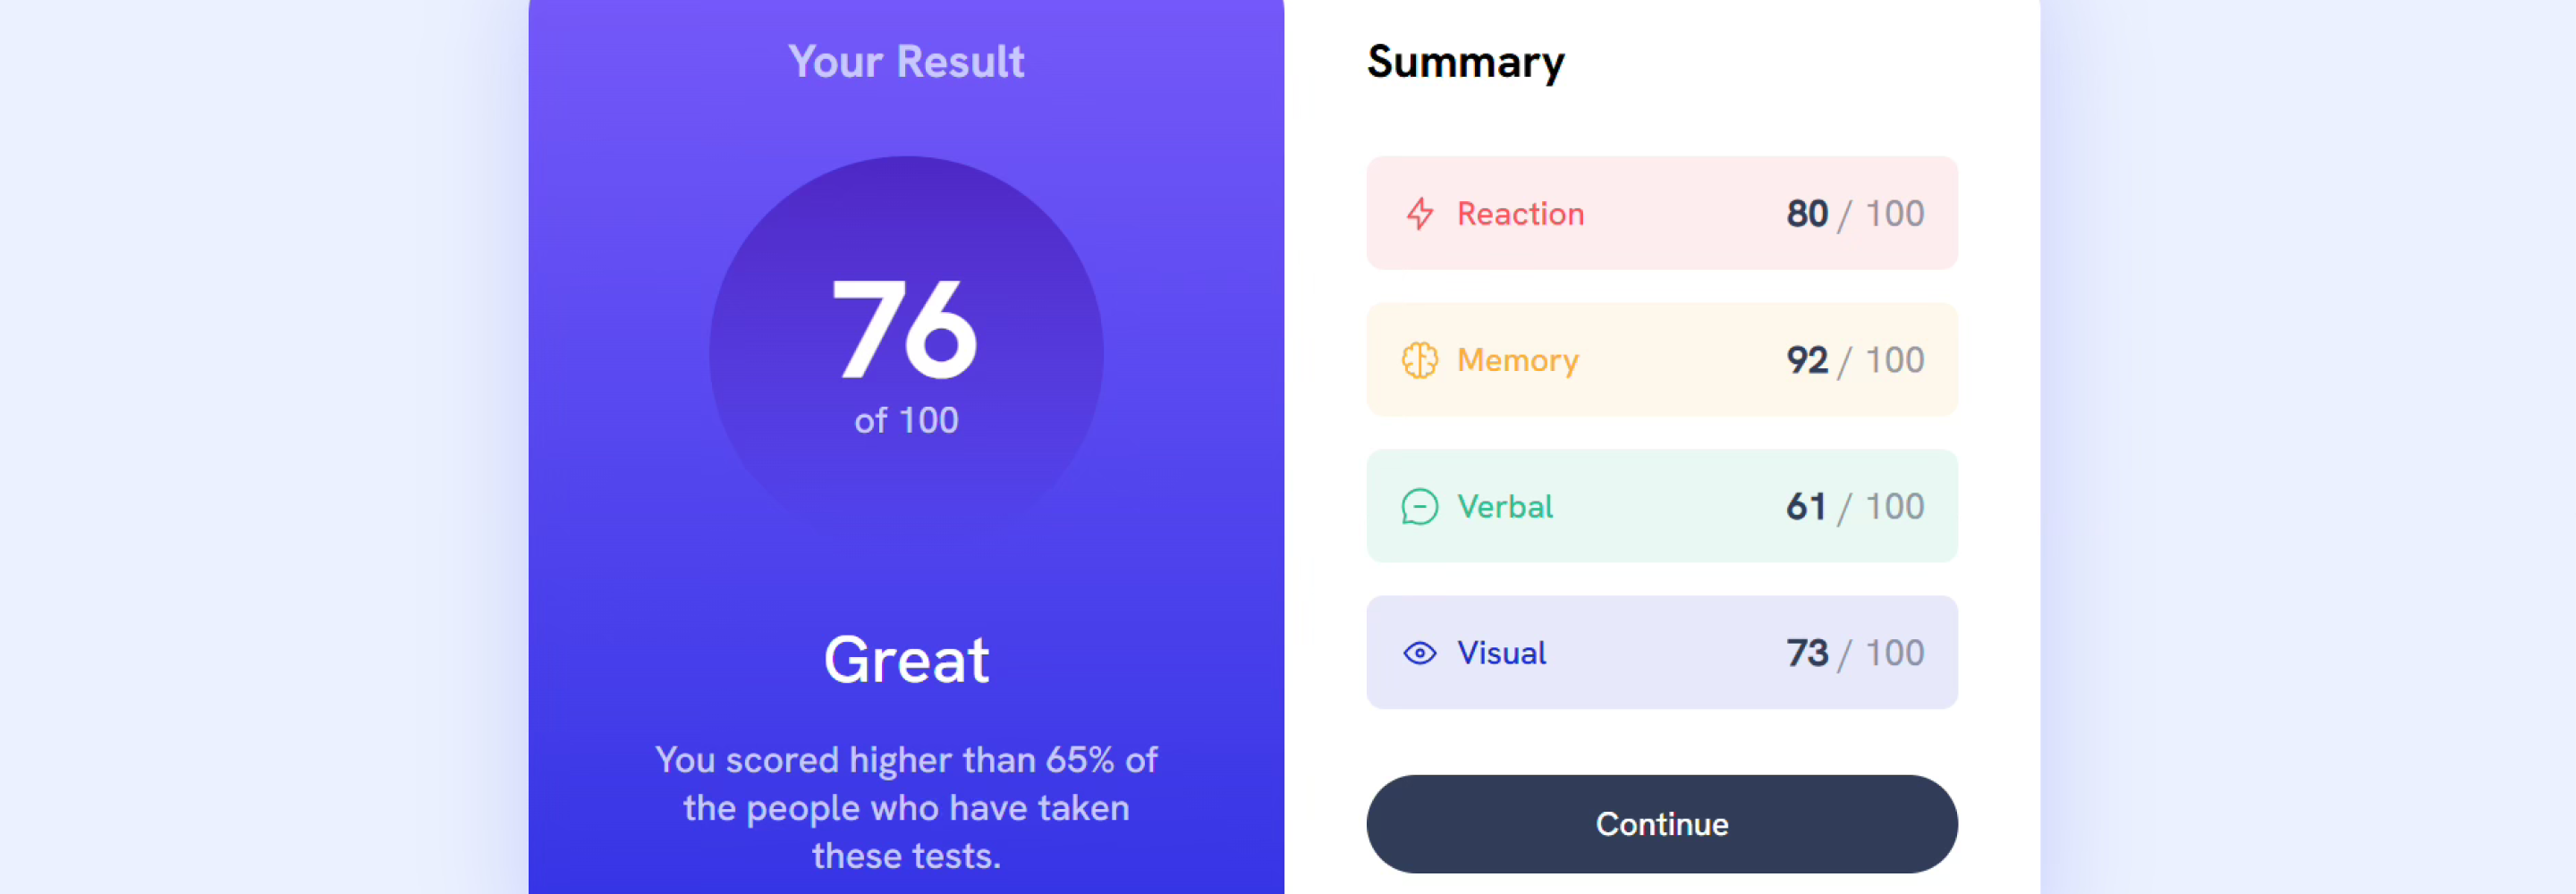 Your Result
76
of 100
Great
You scored higher than 65% of
the people who have taken
these tests.
Summary
Reaction 80 / 100
Memory 92 / 100
Verbal 61 / 100
Visual 73 / 100
Continue